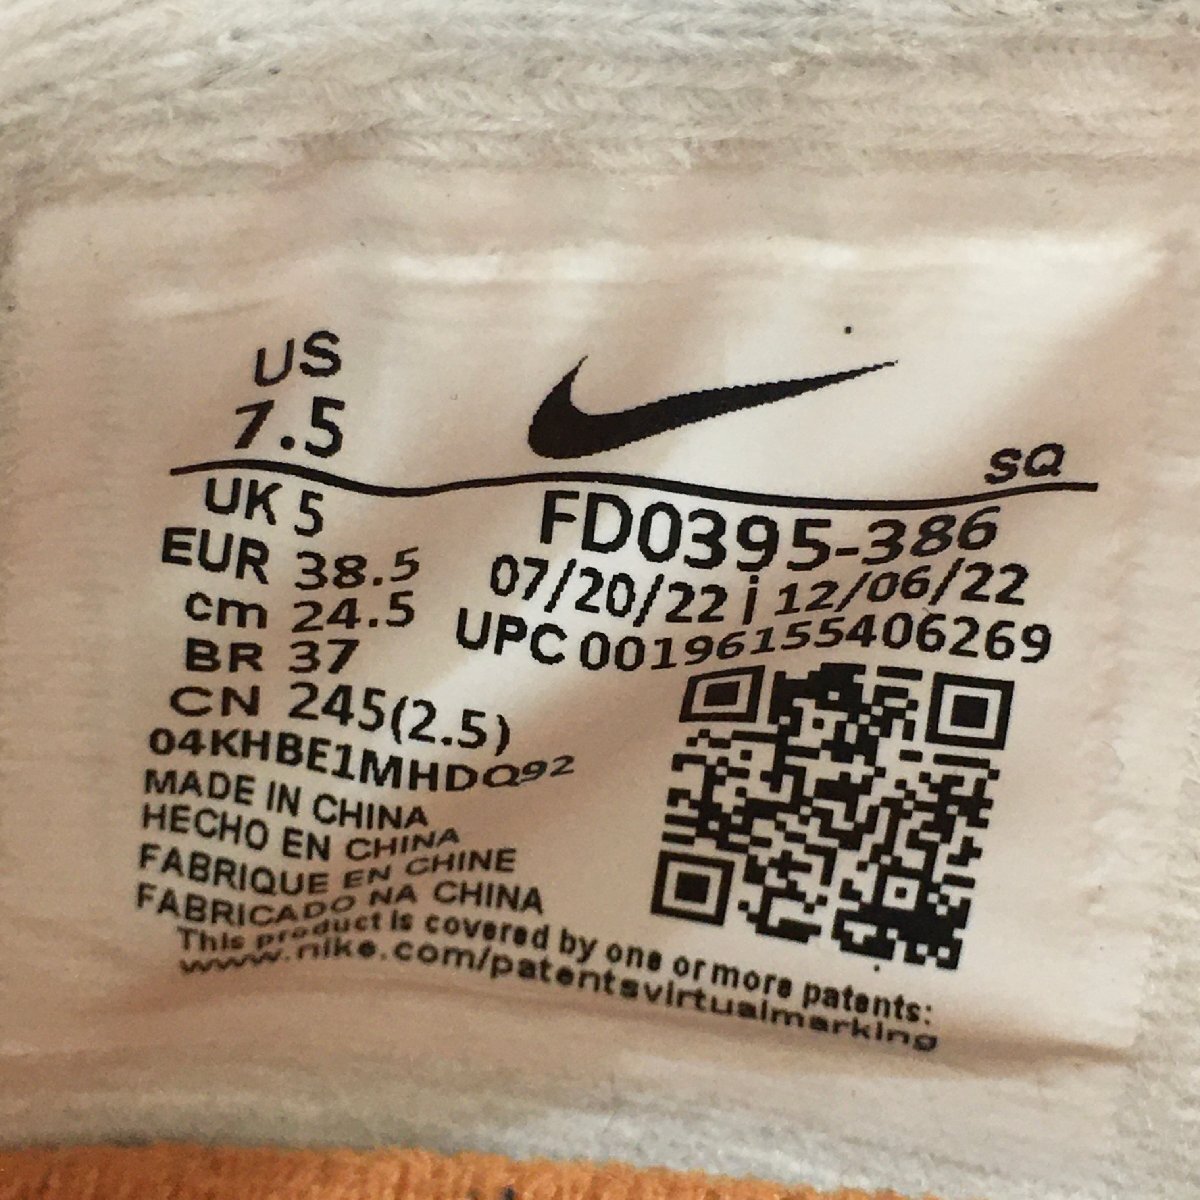 US
7.5
SQ
UK 5
EUR 38.5
cm 24.5
BR 37
CN 245(2.5)
FD0395-386
07/20/22 ¡ 12/06/22
UPC 00196155406269
04KHBE1MHDQ92
MADE IN CHINA
HECHO EN CHINA
FABRIQUE EN CHINE
FABRICADO NA CHINA
This product is covered by one or more patents:
www.nike.com/patentsvirtualmarking